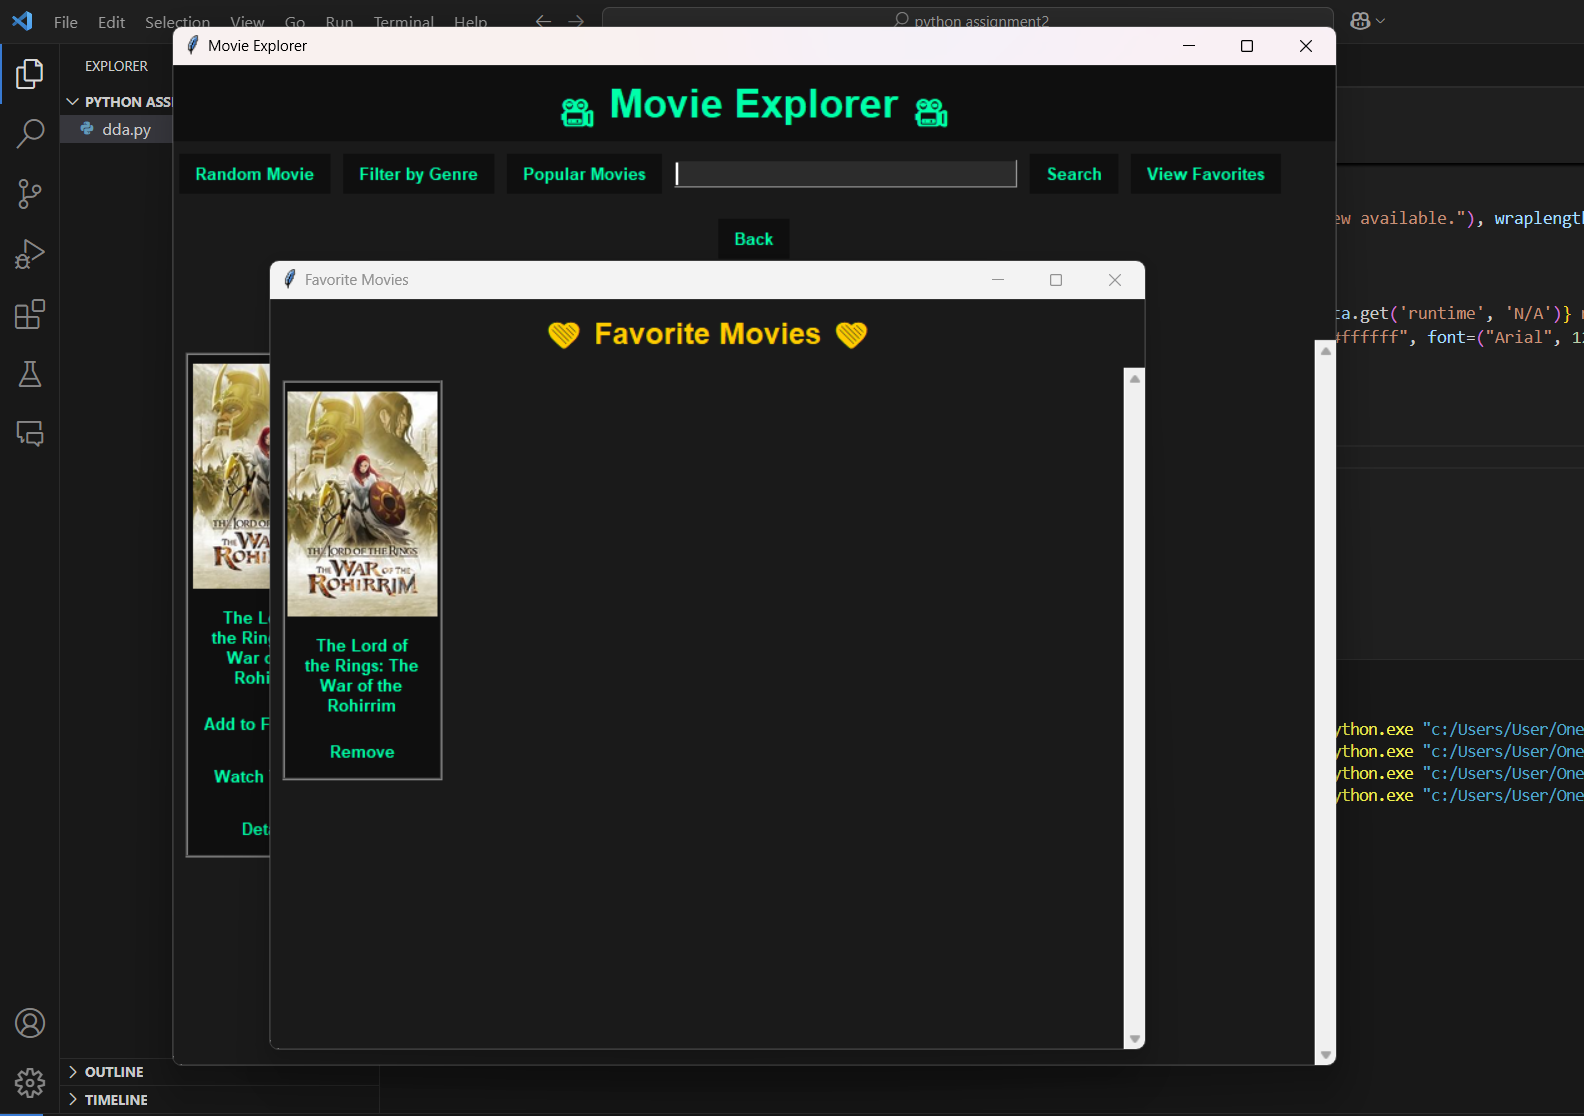 File Edit Selection View Go Run Terminal Help python assignment2
EXPLORER
PYTHON ASS
dda.py
Movie Explorer
Movie Explorer
Random Movie Filter by Genre Popular Movies Search View Favorites
Back
ew available."), wraplengt
ta.get('runtime', 'N/A')}
#ffffff", font=("Arial", 12
Favorite Movies
Favorite Movies
THE LORD OF THE RINGS
THE WAR OF THE
ROHIRRIM
The Lord of
the Rings: The
War of the
Rohirrim
Remove
THE LORD OF
THE WA
ROHI
The L
the Ring
War o
Rohi
Add to F
Watch
Deta
ython.exe "c:/Users/User/One
ython.exe "c:/Users/User/One
ython.exe "c:/Users/User/One
ython.exe "c:/Users/User/One
OUTLINE
TIMELINE